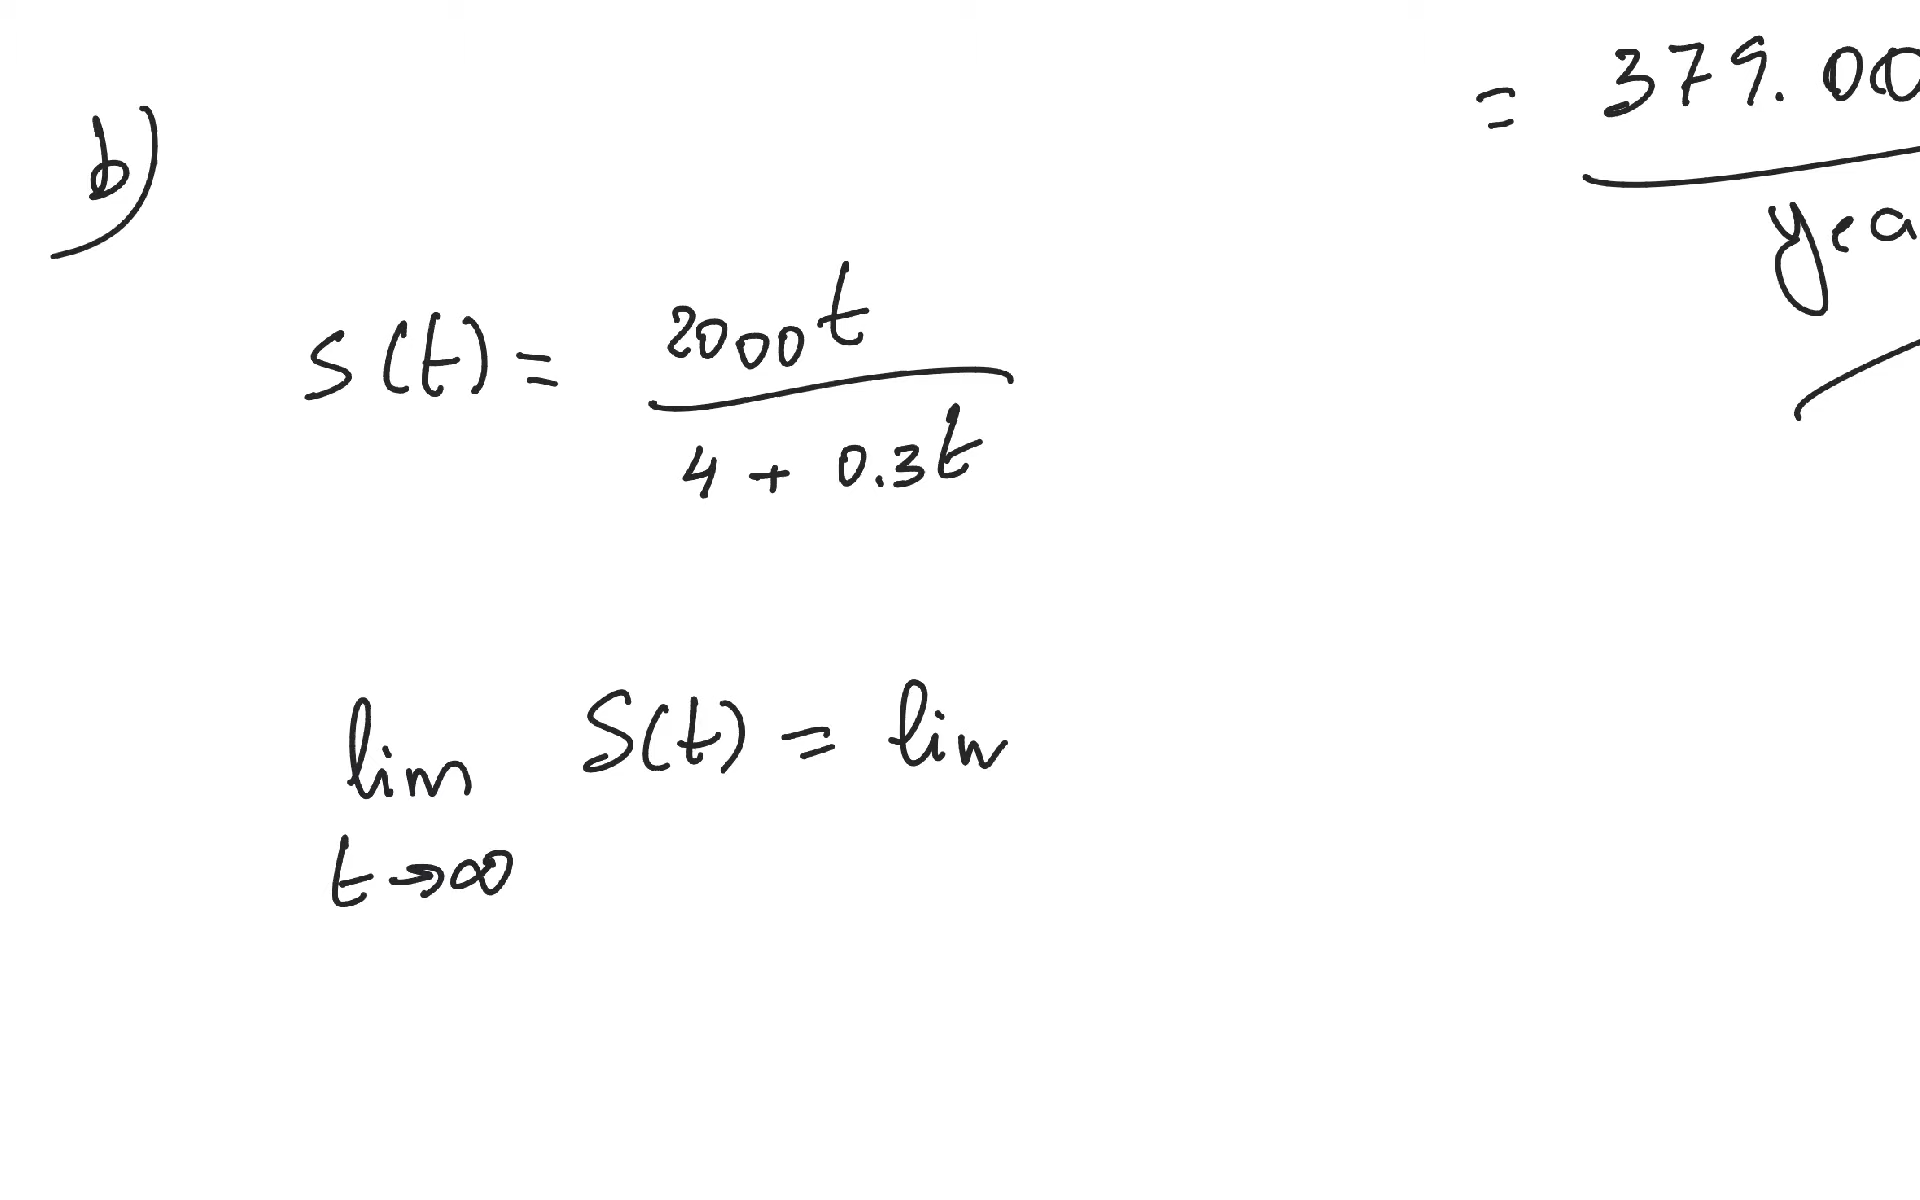 = 379.00
b)
yea
S(t) = 2000t
4 + 0.3t
lim S(t) = lim
t→∞